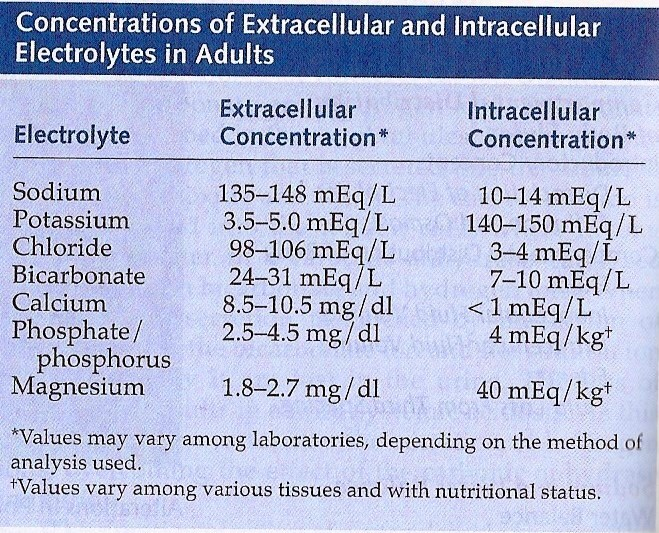 Concentrations of Extracellular and Intracellular
Electrolytes in Adults
Electrolyte Extracellular Concentration* Intracellular Concentration*
Sodium 135–148 mEq/L 10–14 mEq/L
Potassium 3.5–5.0 mEq/L 140–150 mEq/L
Chloride 98–106 mEq/L 3–4 mEq/L
Bicarbonate 24–31 mEq/L 7–10 mEq/L
Calcium 8.5–10.5 mg/dl <1 mEq/L
Phosphate/ 2.5–4.5 mg/dl 4 mEq/kg†
phosphorus
Magnesium 1.8–2.7 mg/dl 40 mEq/kg†
*Values may vary among laboratories, depending on the method of
analysis used.
†Values vary among various tissues and with nutritional status.